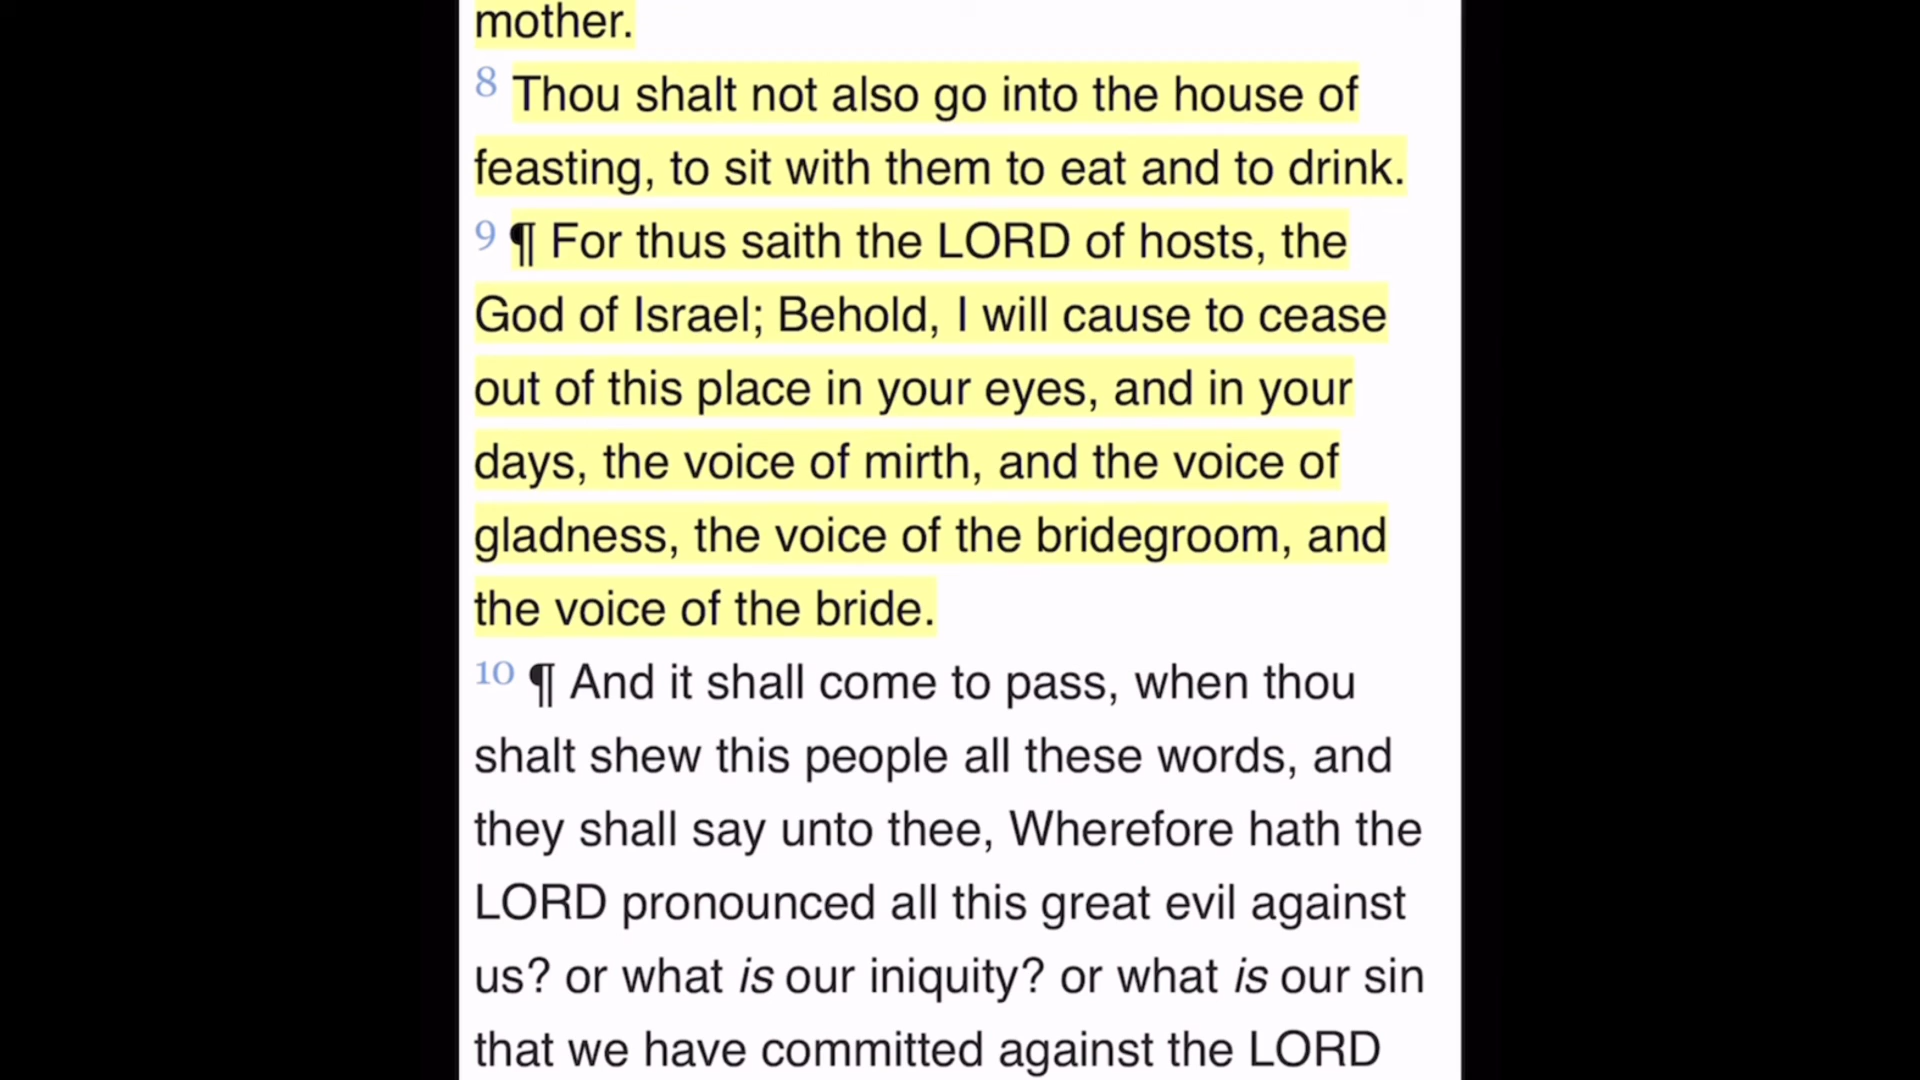 mother.
8 Thou shalt not also go into the house of
feasting, to sit with them to eat and to drink.
9 ¶ For thus saith the LORD of hosts, the
God of Israel; Behold, I will cause to cease
out of this place in your eyes, and in your
days, the voice of mirth, and the voice of
gladness, the voice of the bridegroom, and
the voice of the bride.
10 ¶ And it shall come to pass, when thou
shalt shew this people all these words, and
they shall say unto thee, Wherefore hath the
LORD pronounced all this great evil against
us? or what is our iniquity? or what is our sin
that we have committed against the LORD